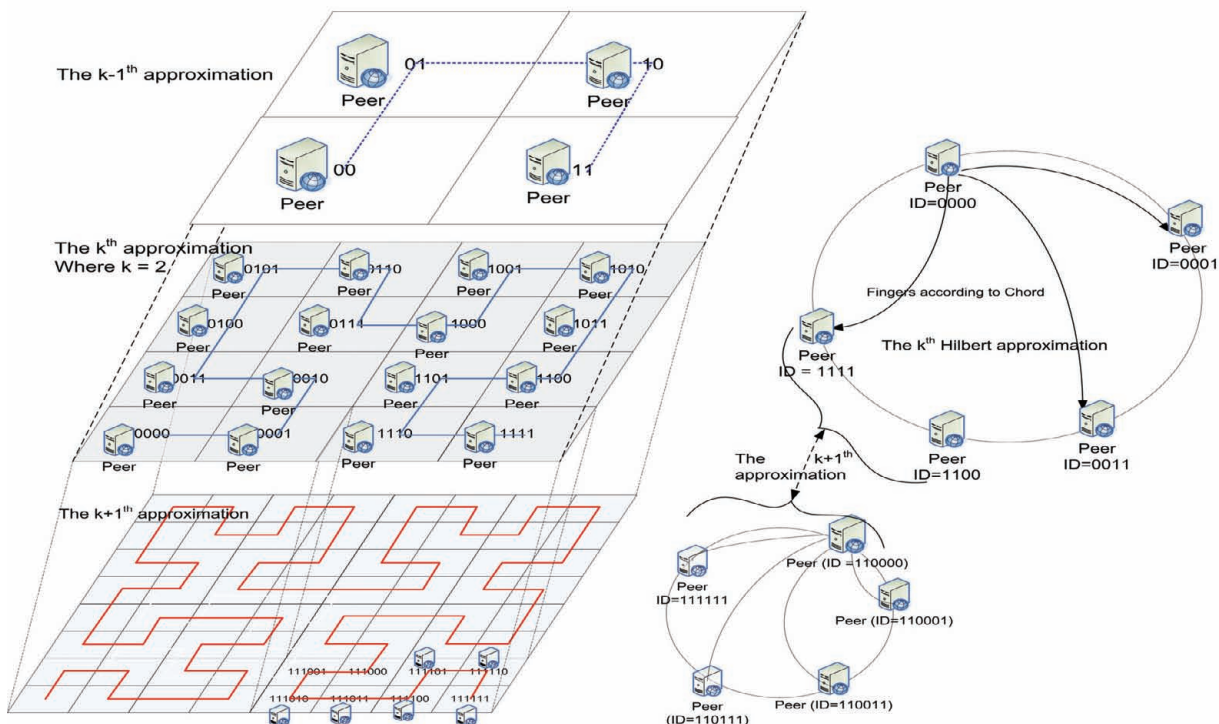 The k-1th approximation
01
10
Peer
Peer
00
11
Peer
Peer
The kth approximation
Where k = 2
0101
0110
1001
1010
Peer
Peer
Peer
Peer
0100
0111
1000
1011
Peer
Peer
Peer
Peer
0011
0010
1101
1100
Peer
Peer
Peer
Peer
0000
0001
1110
1111
Peer
Peer
Peer
Peer
The k+1th approximation
111001
111000
111101
111110
111010
111011
111100
111111
Peer
ID=0000
Peer
ID=0001
Fingers according to Chord
The kth Hilbert approximation
Peer
ID = 1111
Peer
ID=1100
Peer
ID=0011
The k+1th
approximation
Peer (ID =110000)
Peer
ID=111111
Peer (ID=110001)
Peer (ID=110111)
Peer (ID=110011)